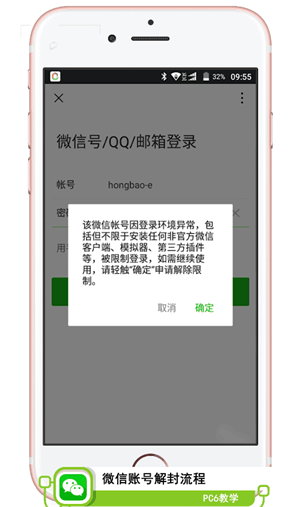 32% 09:55
微信号/QQ/邮箱登录
帐号 hongbao-e
密
该微信帐号因登录环境异常，包
括但不限于安装任何非官方微信
客户端、模拟器、第三方插件
等，被限制登录，如需继续使
用，请轻触“确定”申请解除限
制。
取消 确定
微信账号解封流程
PC6教学